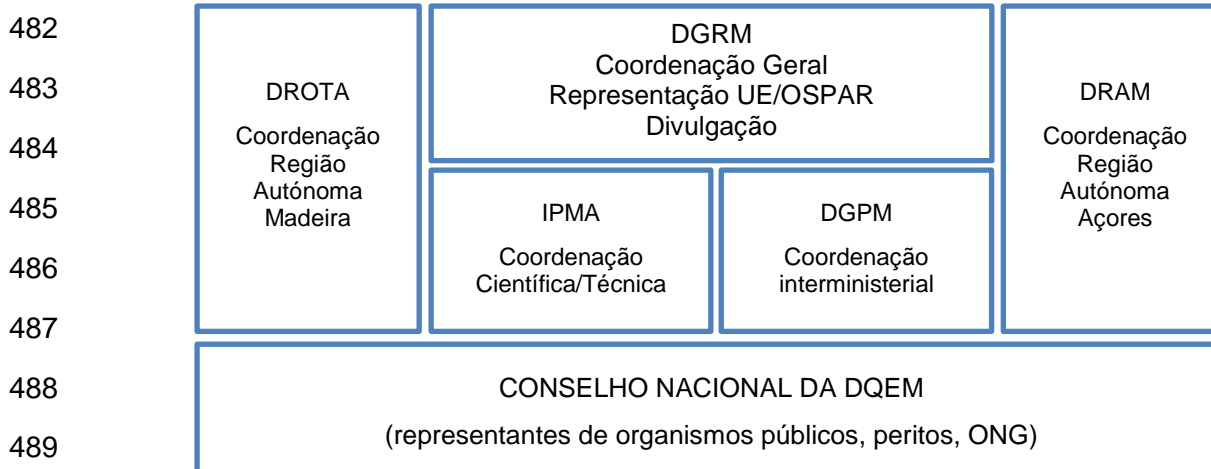 482
483
484
485
486
487
488
489
DROTA
Coordenação
Região
Autónoma
Madeira
DGRM
Coordenação Geral
Representação UE/OSPAR
Divulgação
IPMA
Coordenação
Científica/Técnica
DGPM
Coordenação
interministerial
DRAM
Coordenação
Região
Autónoma
Açores
CONSELHO NACIONAL DA DQEM
(representantes de organismos públicos, peritos, ONG)